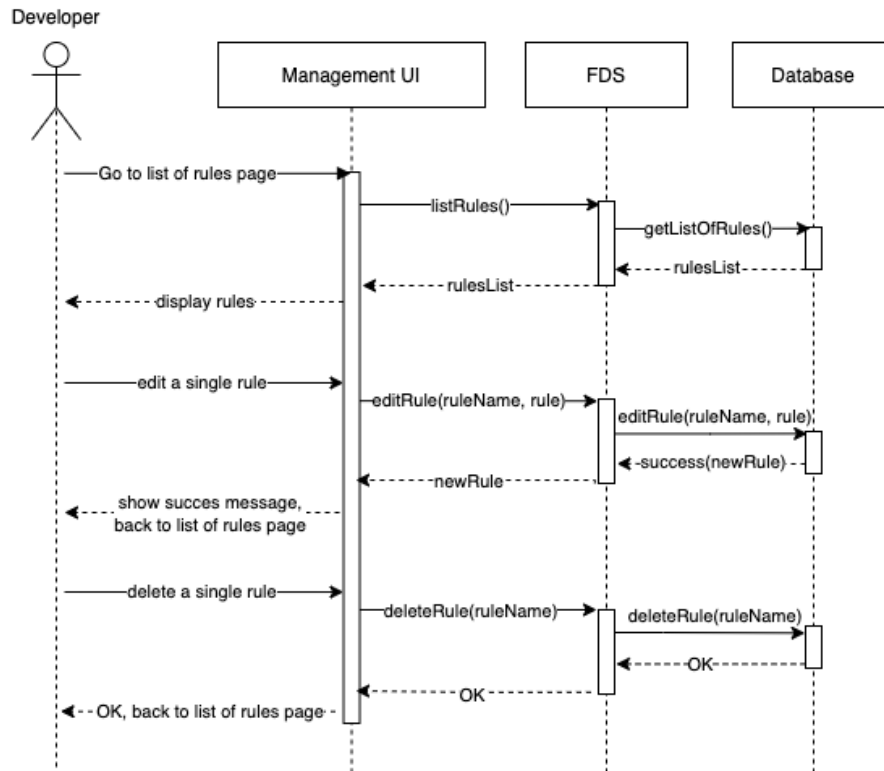 Developer
Management UI
FDS
Database
Go to list of rules page
listRules()
getListOfRules()
rulesList
rulesList
display rules
edit a single rule
editRule(ruleName, rule)
editRule(ruleName, rule)
success(newRule)
newRule
show succes message,
back to list of rules page
delete a single rule
deleteRule(ruleName)
deleteRule(ruleName)
OK
OK
OK, back to list of rules page